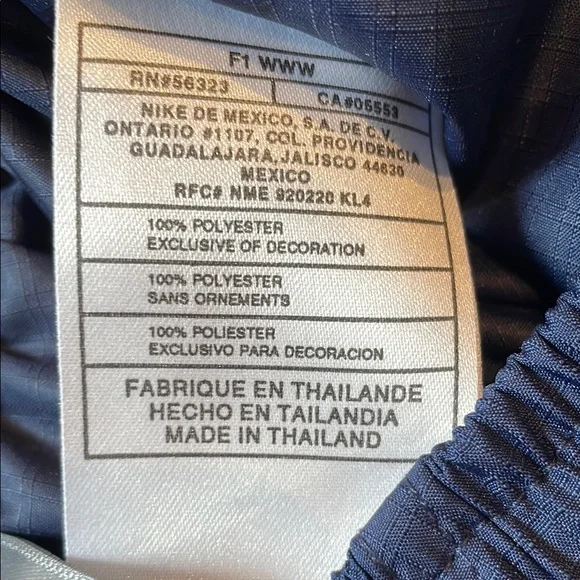 F1 WWW
RN#56323 CA#05553
NIKE DE MEXICO, S.A. DE C.V.
ONTARIO #1107, COL. PROVIDENCIA
GUADALAJARA, JALISCO 44630
MEXICO
RFC# NME 920220 KL4
100% POLYESTER
EXCLUSIVE OF DECORATION
100% POLYESTER
SANS ORNEMENTS
100% POLIESTER
EXCLUSIVO PARA DECORACION
FABRIQUE EN THAILANDE
HECHO EN TAILANDIA
MADE IN THAILAND